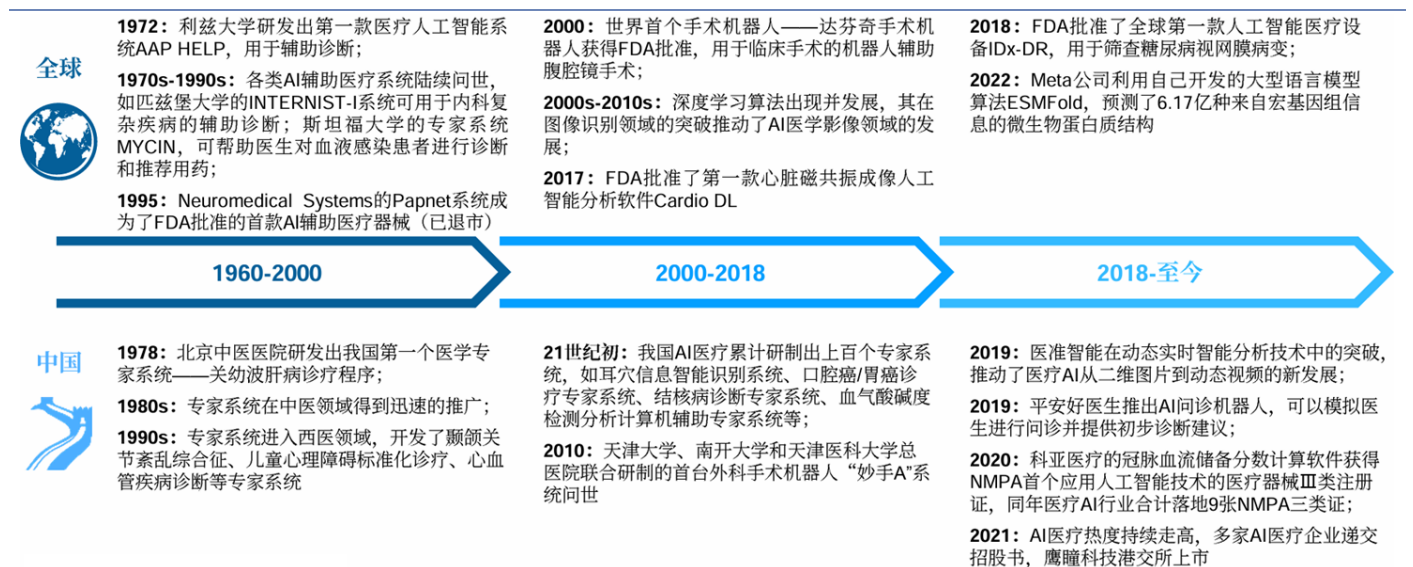 全球
1972：利兹大学研发出第一款医疗人工智能系
统AAP HELP，用于辅助诊断；
1970s-1990s：各类AI辅助医疗系统陆续问世，
如匹兹堡大学的INTERNIST-I系统可用于内科复
杂疾病的辅助诊断；斯坦福大学的专家系统
MYCIN，可帮助医生对血液感染患者进行诊断
和推荐用药；
1995：Neuromedical Systems的Papnet系统成
为了FDA批准的首款AI辅助医疗器械（已退市）
2000：世界首个手术机器人——达芬奇手术机
器人获得FDA批准，用于临床手术的机器人辅助
腹腔镜手术；
2000s-2010s：深度学习算法出现并发展，其在
图像识别领域的突破推动了AI医学影像领域的发
展；
2017：FDA批准了第一款心脏磁共振成像人工
智能分析软件Cardio DL
2018：FDA批准了全球第一款人工智能医疗设
备IDx-DR，用于筛查糖尿病视网膜病变；
2022：Meta公司利用自己开发的大型语言模型
算法ESMFold，预测了6.17亿种来自宏基因组信
息的微生物蛋白质结构
1960-2000
2000-2018
2018-至今
中国
1978：北京中医医院研发出我国第一个医学专
家系统——关幼波肝病诊疗程序；
1980s：专家系统在中医领域得到迅速的推广；
1990s：专家系统进入西医领域，开发了颞颌关
节紊乱综合征、儿童心理障碍标准化诊疗、心血
管疾病诊断等专家系统
21世纪初：我国AI医疗累计研制出上百个专家系
统，如耳穴信息智能识别系统、口腔癌/胃癌诊
疗专家系统、结核病诊断专家系统、血气酸碱度
检测分析计算机辅助专家系统等；
2010：天津大学、南开大学和天津医科大学总
医院联合研制的首台外科手术机器人“妙手A”系
统问世
2019：医准智能在动态实时智能分析技术中的突破，
推动了医疗AI从二维图片到动态视频的新发展；
2019：平安好医生推出AI问诊机器人，可以模拟医
生进行问诊并提供初步诊断建议；
2020：科亚医疗的冠脉血流储备分数计算软件获得
NMPA首个应用人工智能技术的医疗器械Ⅲ类注册
证，同年医疗AI行业合计落地9张NMPA三类证；
2021：AI医疗热度持续走高，多家AI医疗企业递交
招股书，鹰瞳科技港交所上市